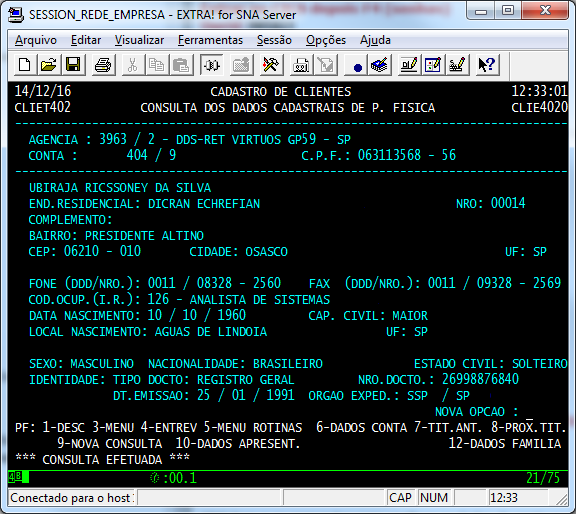 SESSION_REDE_EMPRESA - EXTRA! for SNA Server
Arquivo Editar Visualizar Ferramentas Sessão Opções Ajuda
14/12/16 CADASTRO DE CLIENTES 12:33:01
CLIET402 CONSULTA DOS DADOS CADASTRAIS DE P. FISICA CLIE4020
AGENCIA : 3963 / 2 - DDS-RET VIRTUOS GP59 - SP
CONTA : 404 / 9 C.P.F.: 063113568 - 56
UBIRAJA RICSSONEY DA SILVA
END.RESIDENCIAL: DICRAN ECHREFIAN NRO: 00014
COMPLEMENTO:
BAIRRO: PRESIDENTE ALTINO
CEP: 06210 - 010 CIDADE: OSASCO UF: SP
FONE (DDD/NRO.): 0011 / 08328 - 2560 FAX (DDD/NRO.): 0011 / 09328 - 2569
COD.OCUP.(I.R.): 126 - ANALISTA DE SISTEMAS
DATA NASCIMENTO: 10 / 10 / 1960 CAP. CIVIL: MAIOR
LOCAL NASCIMENTO: AGUAS DE LINDOIA UF: SP
SEXO: MASCULINO NACIONALIDADE: BRASILEIRO ESTADO CIVIL: SOLTEIRO
IDENTIDADE: TIPO DOCTO: REGISTRO GERAL NRO.DOCTO.: 26998876840
DT.EMISSAO: 25 / 01 / 1991 ORGAO EXPED.: SSP / SP
NOVA OPCAO : _
PF: 1-DESC 3-MENU 4-ENTREV 5-MENU ROTINAS 6-DADOS CONTA 7-TIT.ANT. 8-PROX.TIT.
9-NOVA CONSULTA 10-DADOS APRESENT. 12-DADOS FAMILIA
*** CONSULTA EFETUADA ***
:00.1 21/75
Conectado para o host CAP NUM 12:33